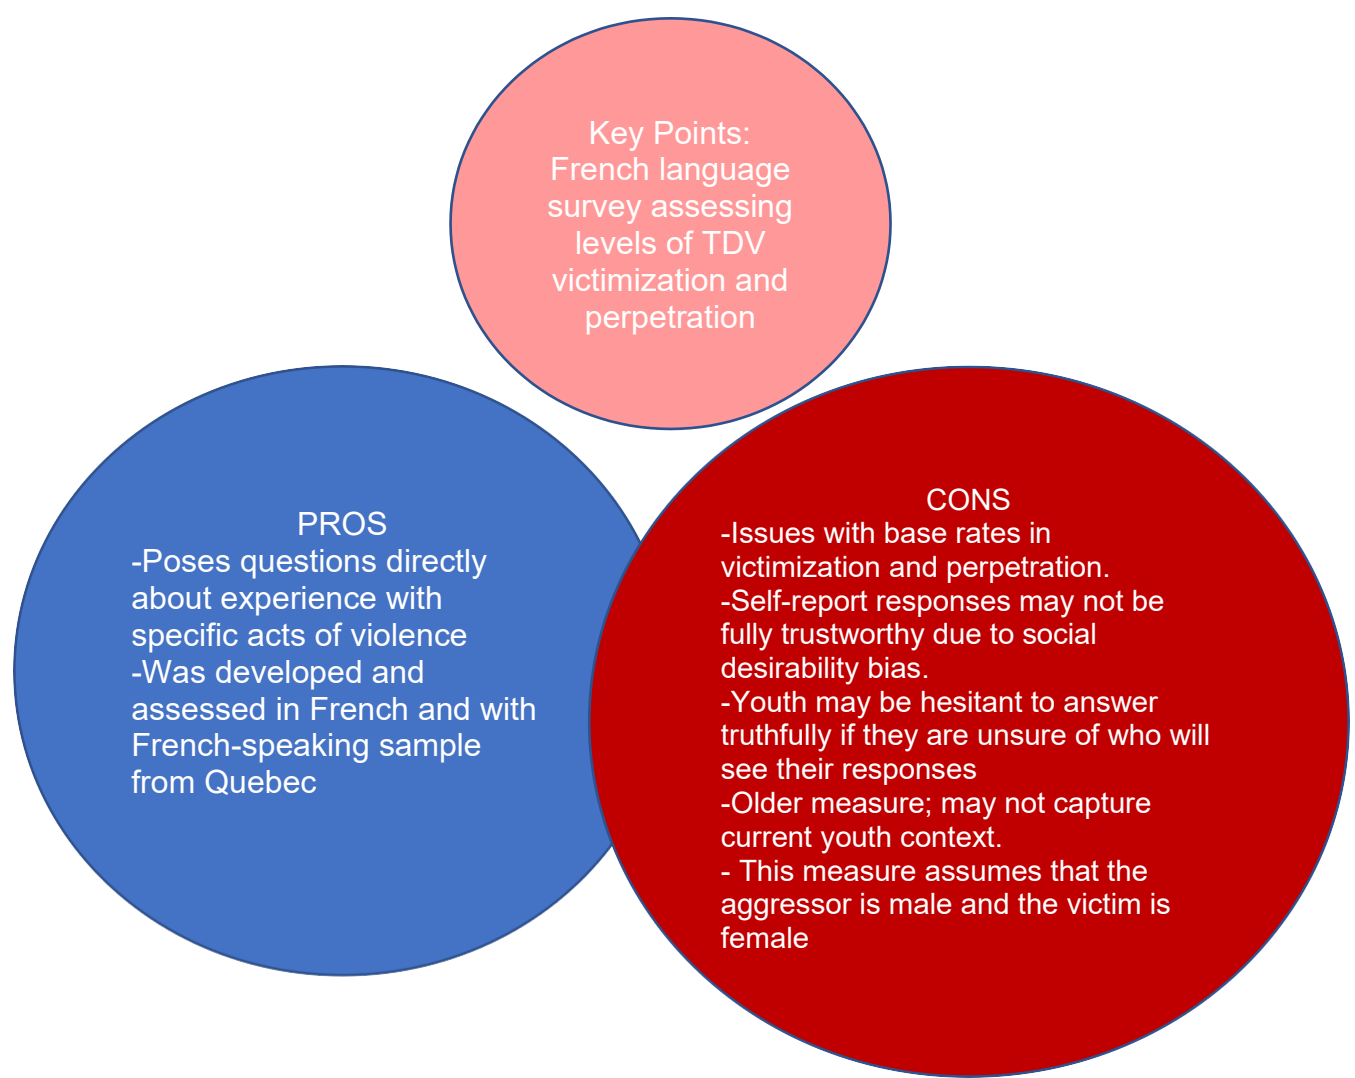 Key Points:
French language
survey assessing
levels of TDV
victimization and
perpetration
PROS
-Poses questions directly
about experience with
specific acts of violence
-Was developed and
assessed in French and with
French-speaking sample
from Quebec
CONS
-Issues with base rates in
victimization and perpetration.
-Self-report responses may not be
fully trustworthy due to social
desirability bias.
-Youth may be hesitant to answer
truthfully if they are unsure of who will
see their responses
-Older measure; may not capture
current youth context.
- This measure assumes that the
aggressor is male and the victim is
female